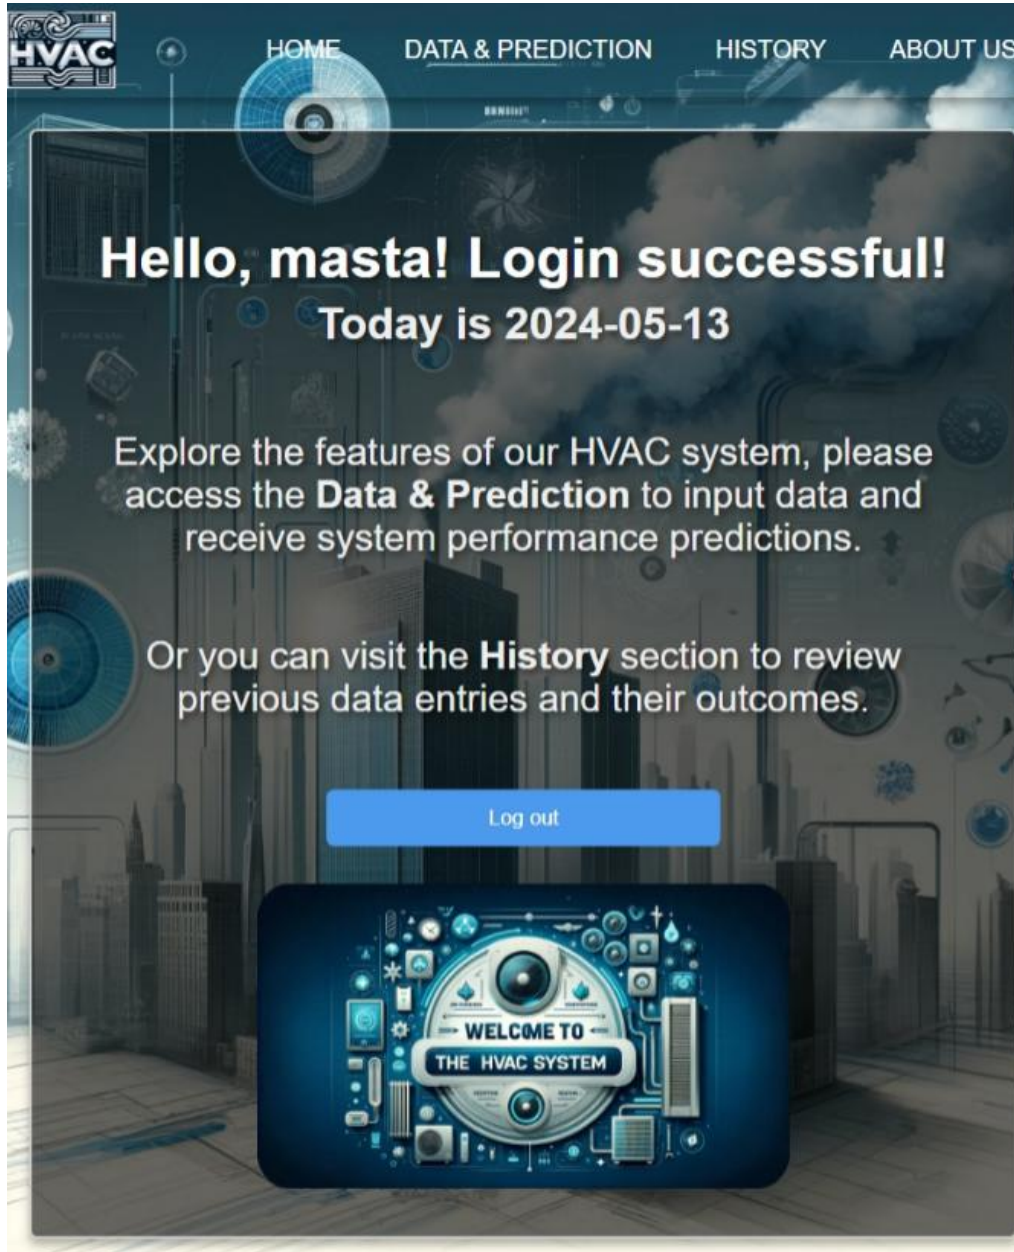 HVAC
HOME DATA & PREDICTION HISTORY ABOUT US
Hello, masta! Login successful!
Today is 2024-05-13
Explore the features of our HVAC system, please
access the Data & Prediction to input data and
receive system performance predictions.
Or you can visit the History section to review
previous data entries and their outcomes.
Log out
WELCOME TO
THE HVAC SYSTEM